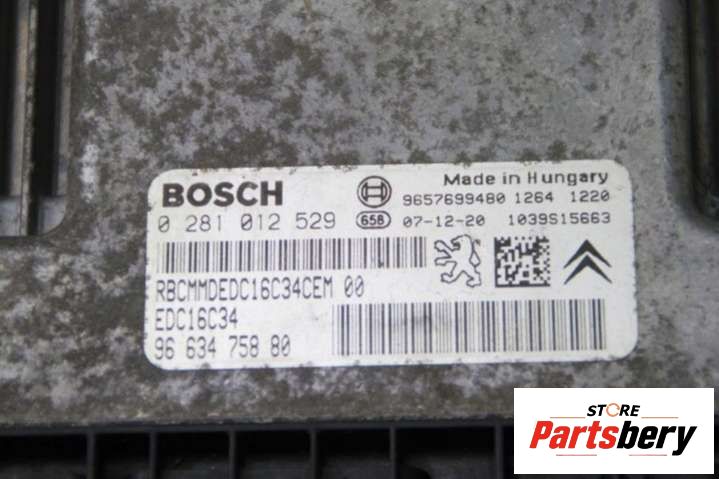 BOSCH
Made in Hungary
9657699480 1264 1220
0 281 012 529 658 07-12-20 1039S15663
RBCMMDEDC16C34CEM 00
EDC16C34
96 634 758 80
STORE
Partsbery